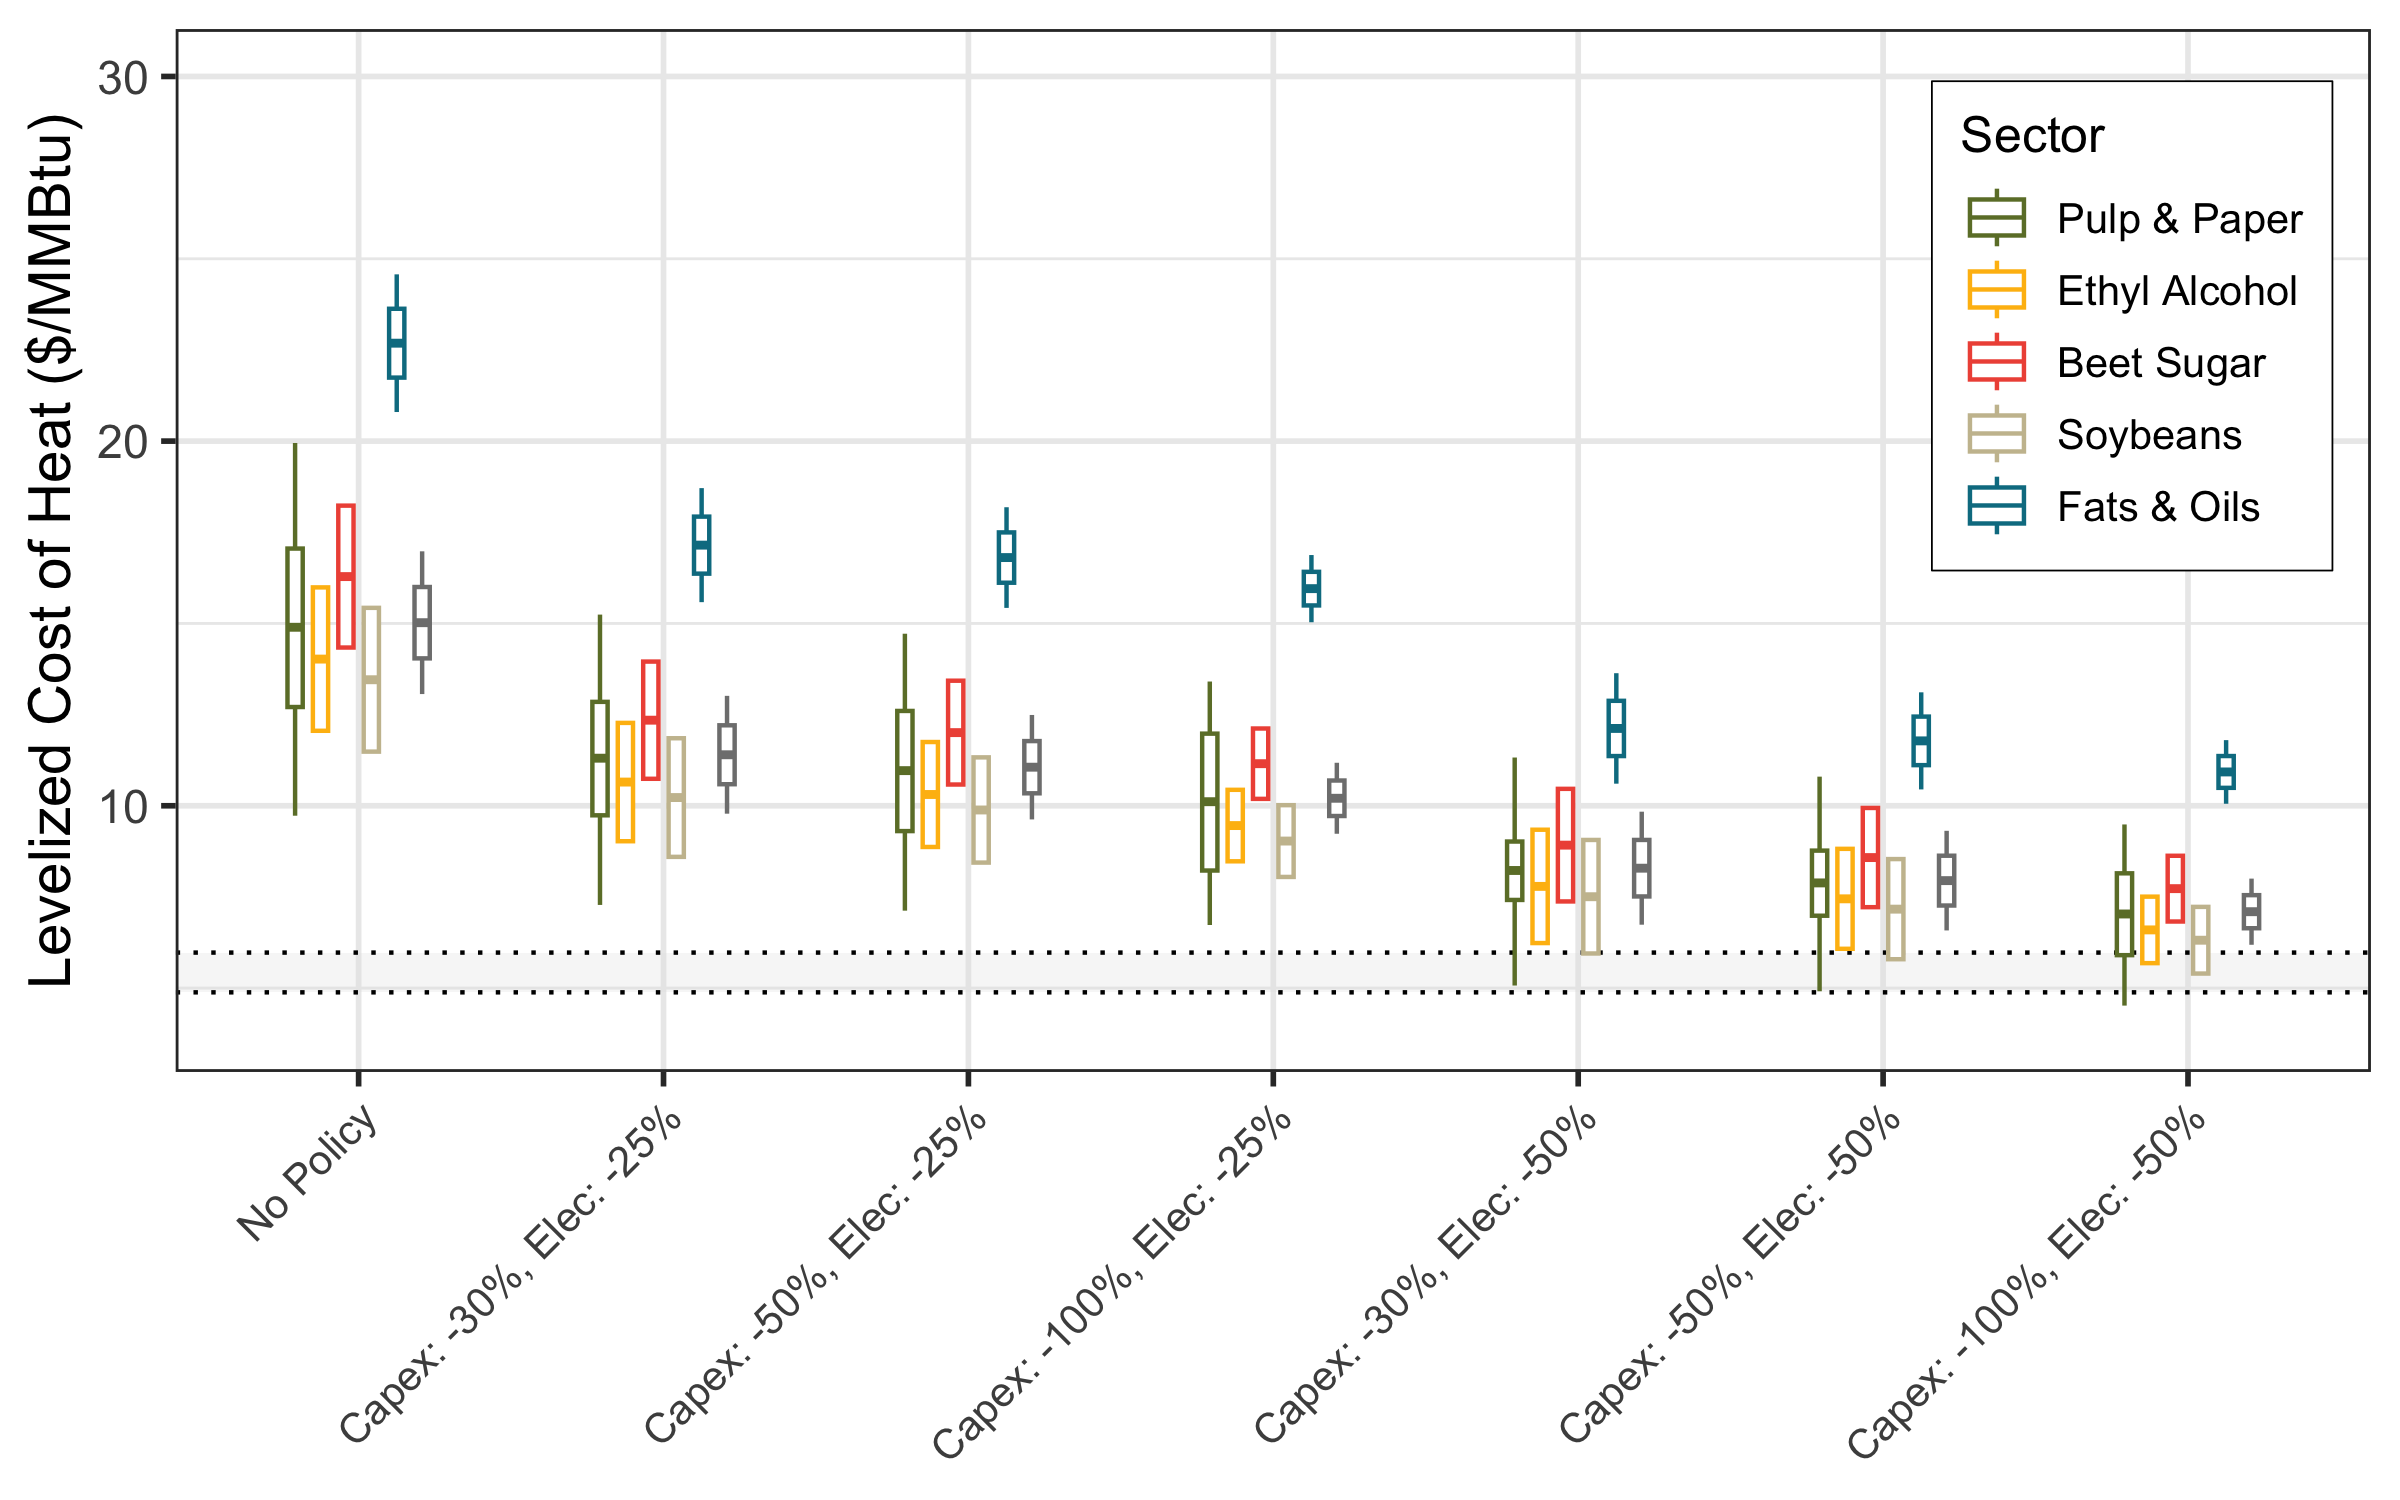 Levelized Cost of Heat ($/MMBtu)
30
20
10
Sector
Pulp & Paper
Ethyl Alcohol
Beet Sugar
Soybeans
Fats & Oils
No Policy
Capex: -30%, Elec: -25%
Capex: -50%, Elec: -25%
Capex: -100%, Elec: -25%
Capex: -30%, Elec: -50%
Capex: -50%, Elec: -50%
Capex: -100%, Elec: -50%